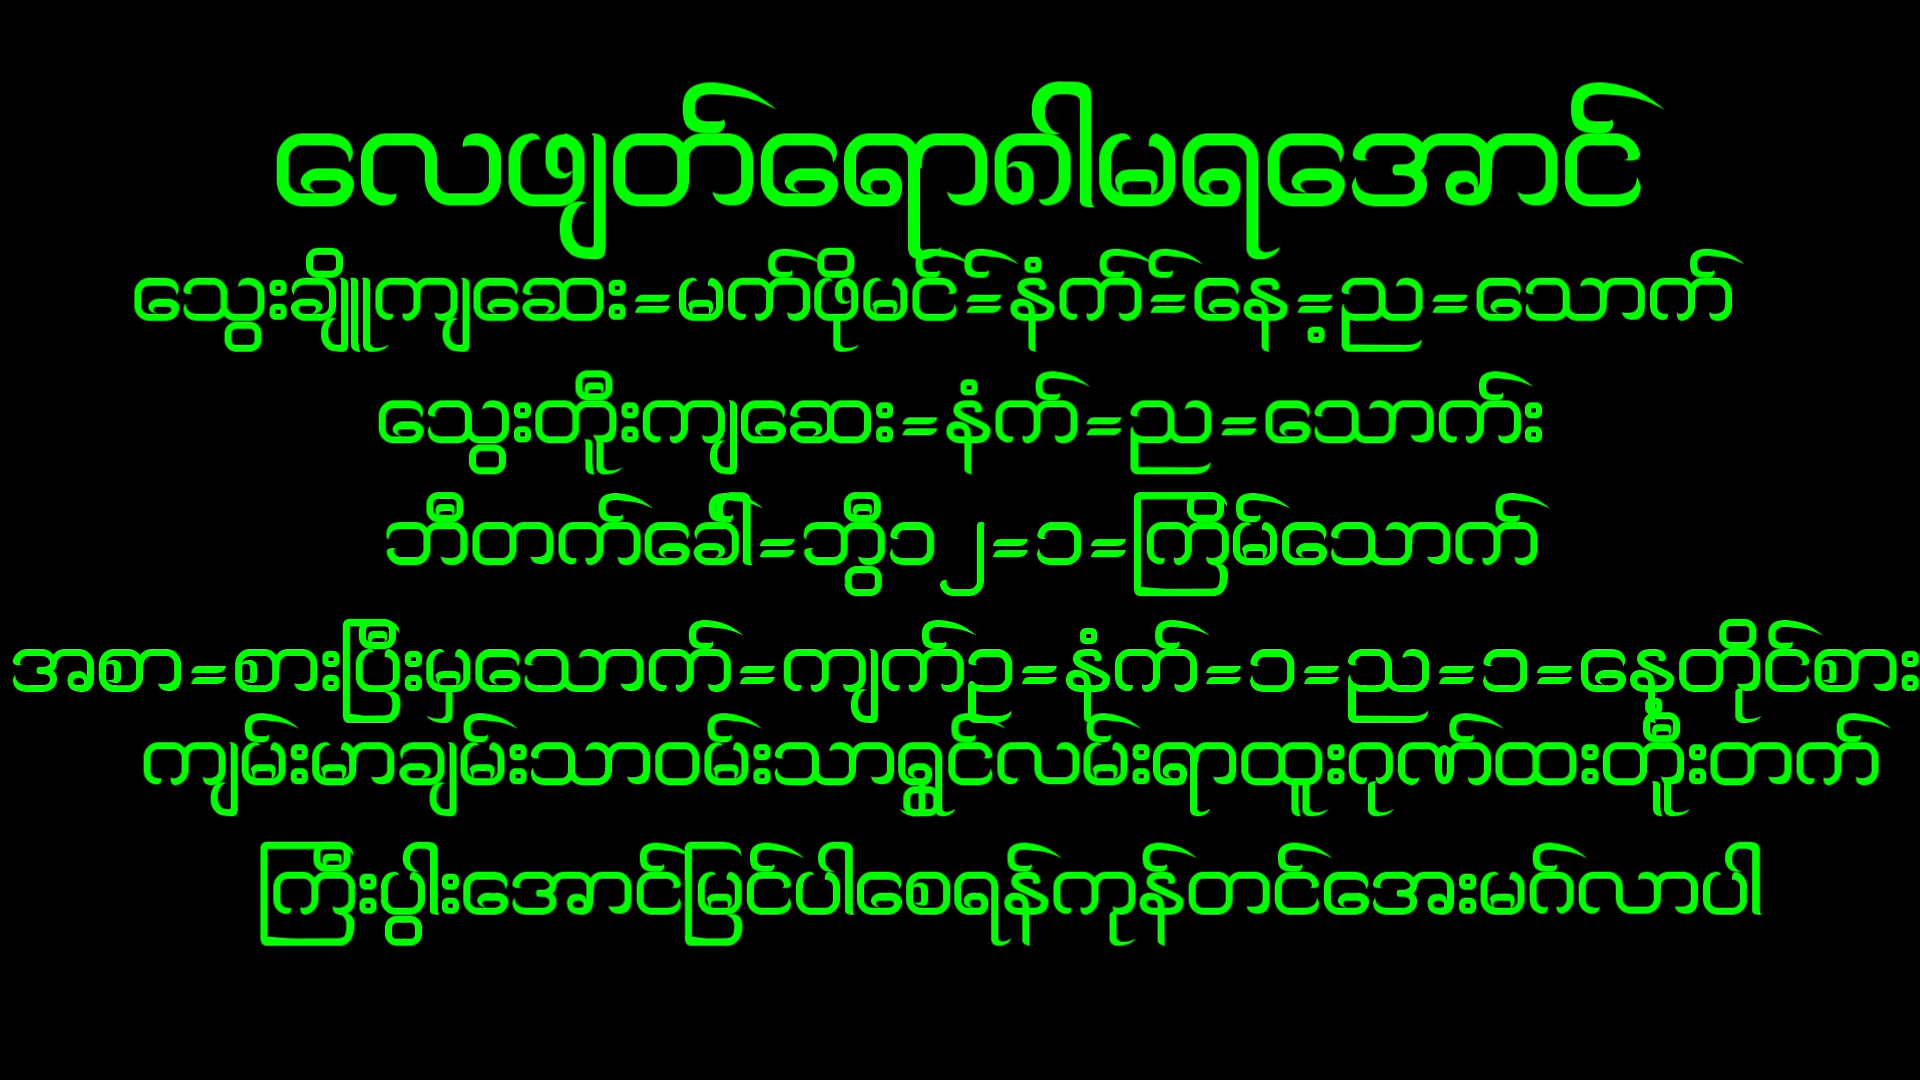 လေဖျတ်ရောဂါမရအောင်
သွေးချိူကျဆေး=မက်ဖိုမင်=်နံက်=်နေ့=ည=သောက်
သွေးတီူးကျဆေး=နံက်=ည=သောက်း
ဘီတက်ခေါ်=ဘွီ၁၂=၁=ကြိမ်သောက်
အစာ=စားပြီးမှသောက်=ကျက်ဥ=နံက်=၁=ည=၁=နေ့တိုင်စား
ကျမ်းမာချမ်းသာဝမ်းသာရွှင်လမ်းရာထူးဂုဏ်ထးတီူးတက်
ကြီးပွါးအောင်မြင်ပါစေရန်ကုန်တင်အေးမဂ်လာပါ